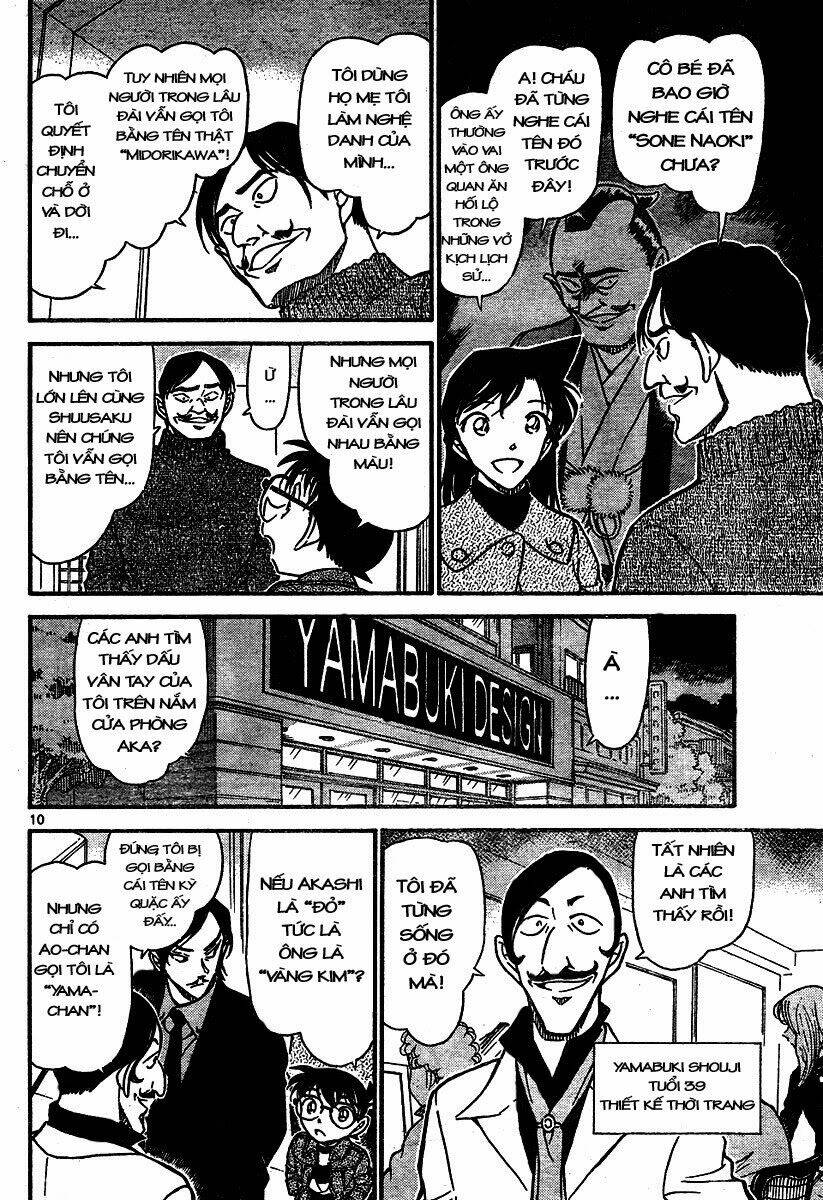 CÔ BÉ ĐÃ
BAO GIỜ
NGHE CÁI TÊN
"SONE NAOKI"
CHƯA?
A! CHÁU
ĐÃ TỪNG
NGHE CÁI
TÊN ĐÓ
TRƯỚC
ĐÂY!
ÔNG ẤY
THƯỜNG
VÀO VAI
MỘT ÔNG
QUAN ĂN
HỐI LỘ
TRONG
NHỮNG VỞ
KỊCH LỊCH
SỬ...
TÔI DÙNG
HỌ MẸ TÔI
LÀM NGHỆ
DANH CỦA
MÌNH...
TUY NHIÊN MỌI
NGƯỜI TRONG LÂU
ĐÀI VẪN GỌI TÔI
BẰNG TÊN THẬT
"MIDORIKAWA"!
TÔI
QUYẾT
ĐỊNH
CHUYỂN
CHỖ Ở
VÀ DỜI
ĐI...
NHƯNG MỌI
NGƯỜI
TRONG LÂU
ĐÀI VẪN GỌI
NHAU BẰNG
MÀU!
Ừ
...
NHƯNG TÔI
LỚN LÊN CÙNG
SHUUSAKU
NÊN CHÚNG
TÔI VẪN GỌI
BẰNG TÊN...
À
...
YAMABUKI DESIGN
CÁC ANH TÌM
THẤY DẤU
VÂN TAY CỦA
TÔI TRÊN NẮM
CỬA PHÒNG
AKA?
10
TẤT NHIÊN
LÀ CÁC
ANH TÌM
THẤY RỒI!
TÔI ĐÃ
TỪNG
SỐNG
Ở ĐÓ
MÀ!
YAMABUKI SHOUJI
TUỔI 39
THIẾT KẾ THỜI TRANG
NẾU AKASHI
LÀ "ĐỎ"
TỨC LÀ
ÔNG LÀ
"VÀNG KIM"?
ĐÚNG TÔI BỊ
GỌI BẰNG
CÁI TÊN KỲ
QUẶC ẤY
ĐẤY...
NHƯNG
CHỈ CÓ
AO-CHAN
GỌI TÔI LÀ
"YAMA-
CHAN"!